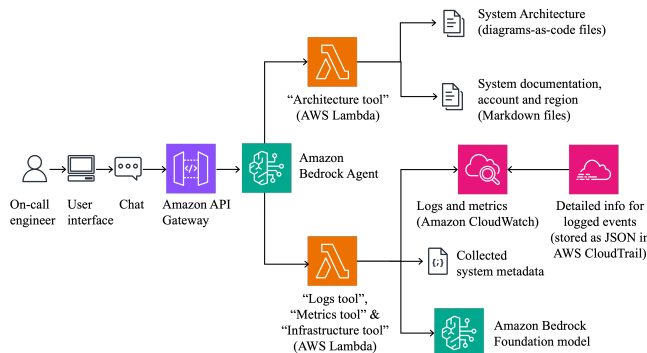 System Architecture
(diagrams-as-code files)
“Architecture tool”
(AWS Lambda)
System documentation,
account and region
(Markdown files)
On-call
engineer
User
interface
Chat
Amazon API
Gateway
Amazon
Bedrock Agent
Logs and metrics
(Amazon CloudWatch)
Detailed info for
logged events
(stored as JSON in
AWS CloudTrail)
{;}
Collected
system metadata
“Logs tool”,
“Metrics tool” &
“Infrastructure tool”
(AWS Lambda)
Amazon Bedrock
Foundation model